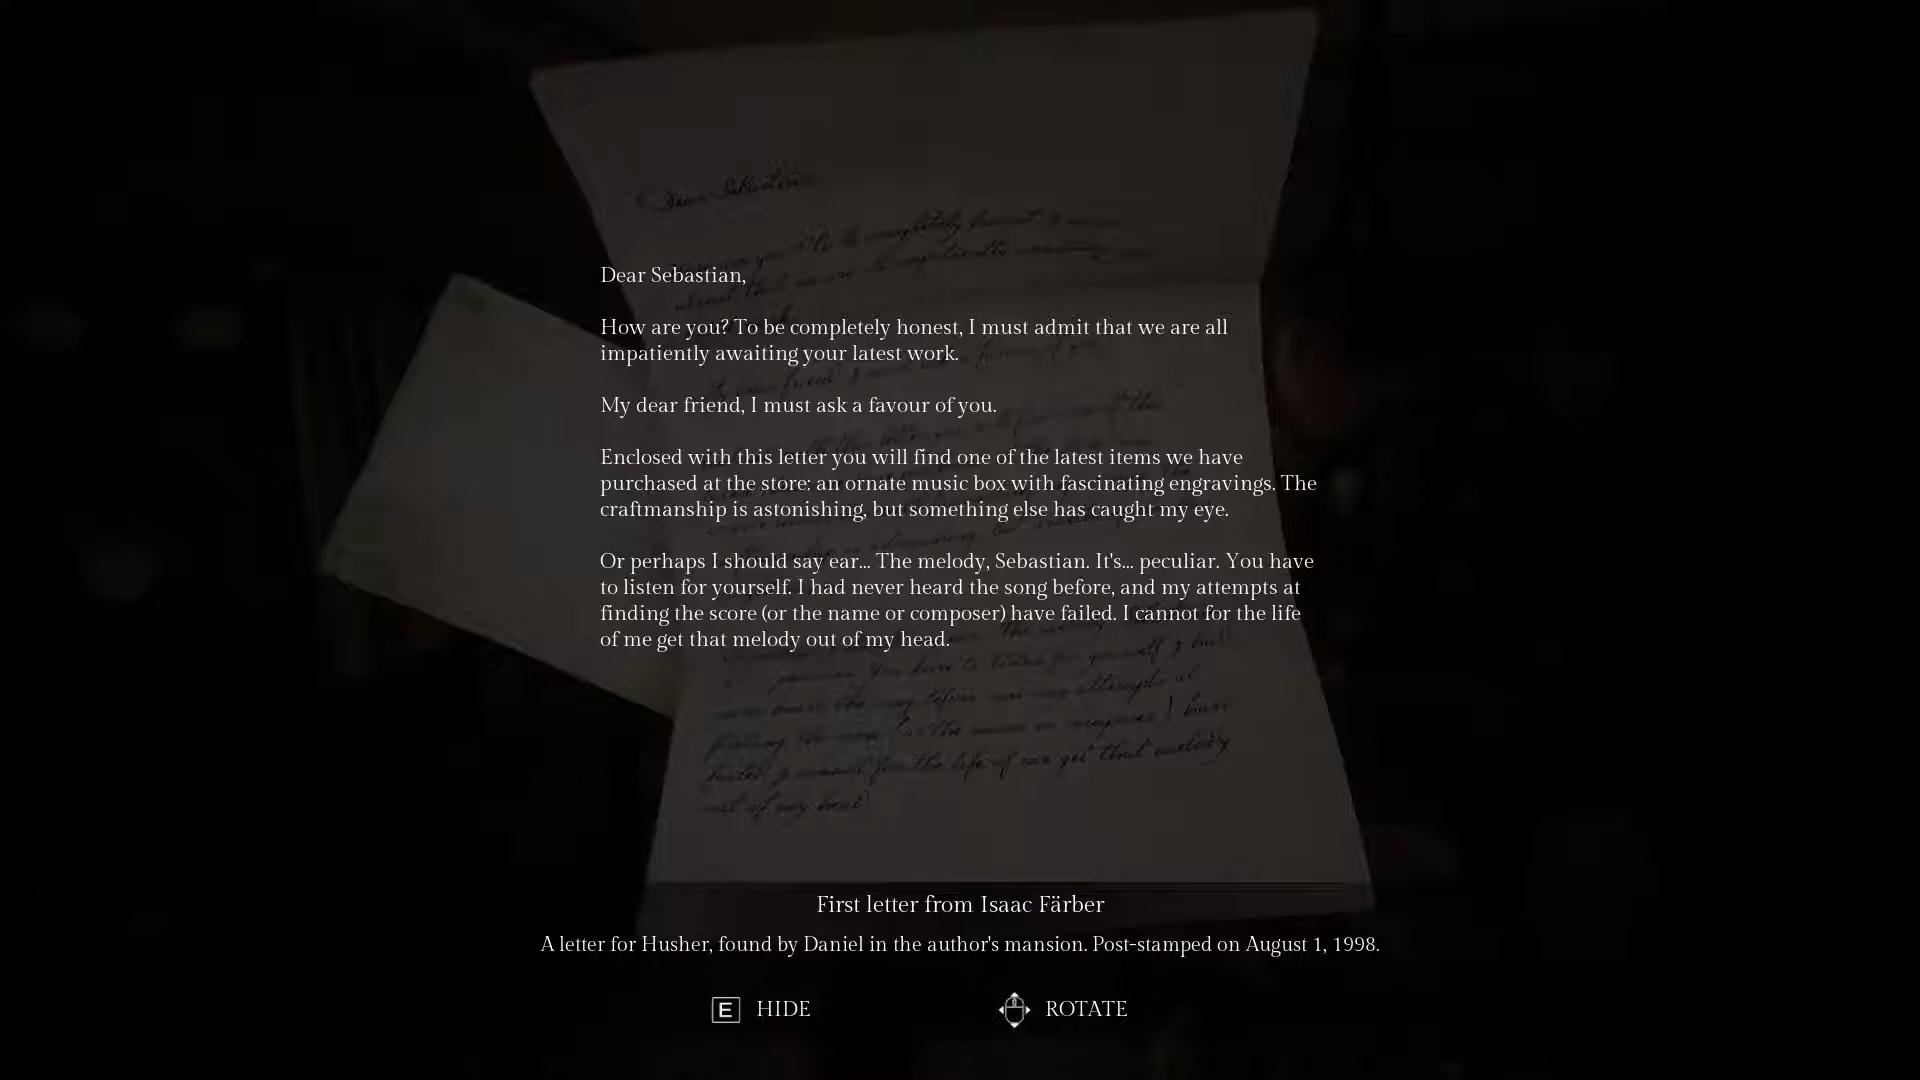 Dear Sebastian,
How are you? To be completely honest, I must admit that we are all
impatiently awaiting your latest work.
My dear friend, I must ask a favour of you.
Enclosed with this letter you will find one of the latest items we have
purchased at the store: an ornate music box with fascinating engravings. The
craftmanship is astonishing, but something else has caught my eye.
Or perhaps I should say ear... The melody, Sebastian. It's... peculiar. You have
to listen for yourself. I had never heard the song before, and my attempts at
finding the score (or the name or composer) have failed. I cannot for the life
of me get that melody out of my head.
First letter from Isaac Färber
A letter for Husher, found by Daniel in the author's mansion. Post-stamped on August 1, 1998.
E HIDE
ROTATE